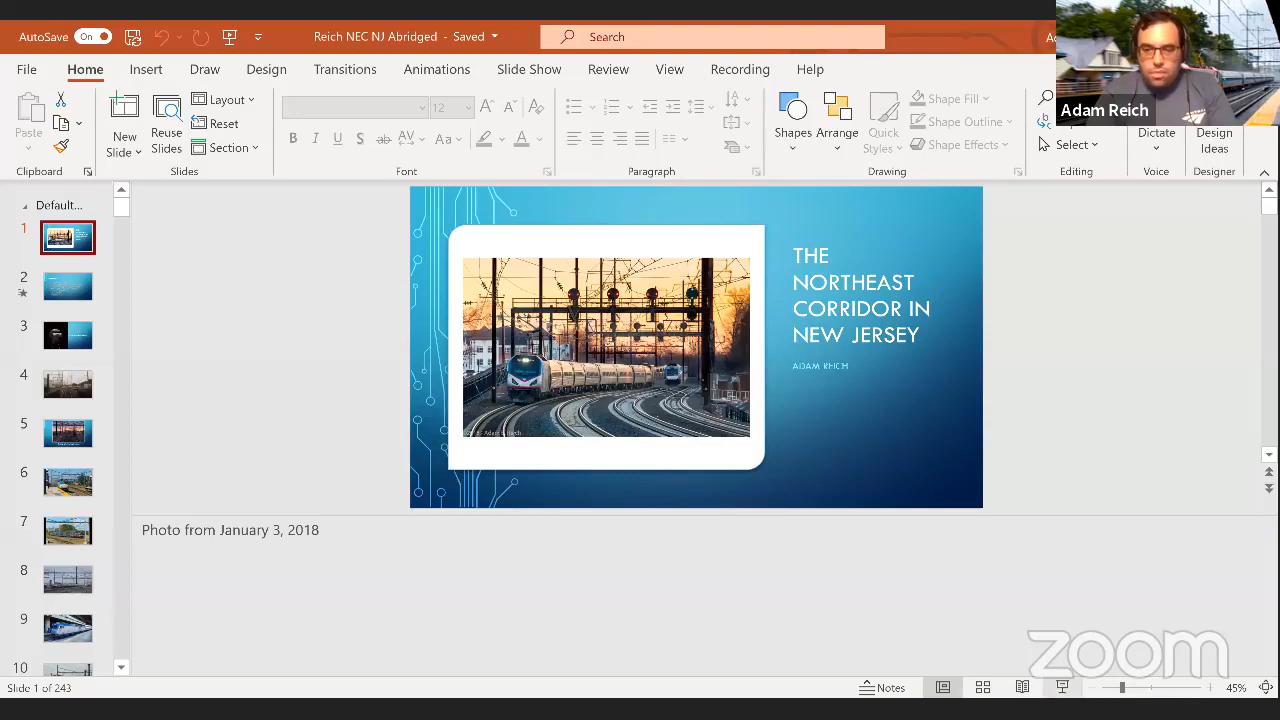 AutoSave
On
Reich NEC NJ Abridged - Saved
Search
File
Home
Insert
Draw
Design
Transitions
Animations
Slide Show
Review
View
Recording
Help
Adam Reich
Paste
New
Slide
Reuse
Slides
Layout
Reset
Section
12
B
I
U
S
ab
AV
Aa
A
Shapes
Arrange
Quick
Styles
Shape Fill
Shape Outline
Shape Effects
Select
Dictate
Design
Ideas
Clipboard
Slides
Font
Paragraph
Drawing
Editing
Voice
Designer
Default...
1
2
3
4
5
6
7
8
9
10
THE
NORTHEAST
CORRIDOR IN
NEW JERSEY
ADAM REICH
Photo from January 3, 2018
zoom
Slide 1 of 243
Notes
45%